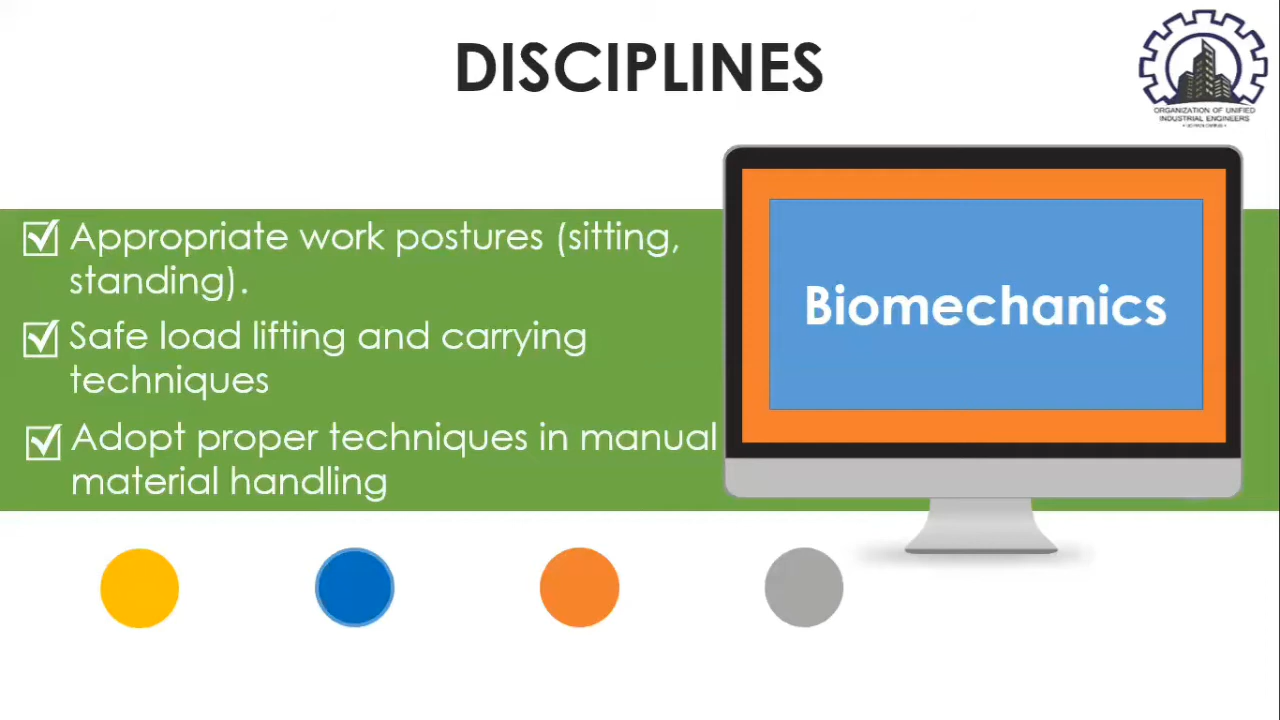 DISCIPLINES
ORGANIZATION OF UNIFIED
INDUSTRIAL ENGINEERS
Appropriate work postures (sitting,
standing).
Safe load lifting and carrying
techniques
Adopt proper techniques in manual
material handling
Biomechanics